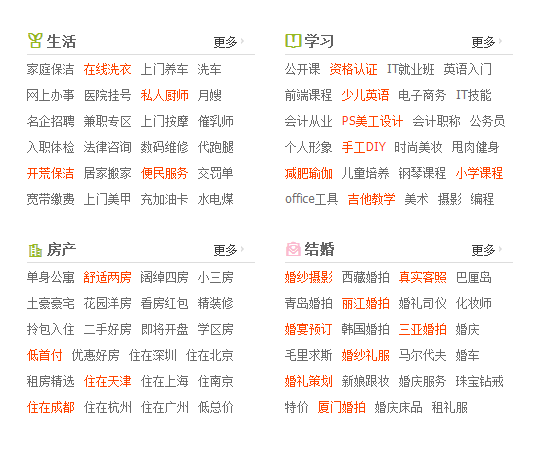 生活 更多
家庭保洁 在线洗衣 上门养车 洗车
网上办事 医院挂号 私人厨师 月嫂
名企招聘 兼职专区 上门按摩 催乳师
入职体检 法律咨询 数码维修 代跑腿
开荒保洁 居家搬家 便民服务 交罚单
宽带缴费 上门美甲 充加油卡 水电煤
学习 更多
公开课 资格认证 IT就业班 英语入门
前端课程 少儿英语 电子商务 IT技能
会计从业 PS美工设计 会计职称 公务员
个人形象 手工DIY 时尚美妆 甩肉健身
减肥瑜伽 儿童培养 钢琴课程 小学课程
office工具 吉他教学 美术 摄影 编程
房产 更多
单身公寓 舒适两房 阔绰四房 小三房
土豪豪宅 花园洋房 看房红包 精装修
拎包入住 二手好房 即将开盘 学区房
低首付 优惠好房 住在深圳 住在北京
租房精选 住在天津 住在上海 住南京
住在成都 住在杭州 住在广州 低总价
结婚 更多
婚纱摄影 西藏婚拍 真实客照 巴厘岛
青岛婚拍 丽江婚拍 婚礼司仪 化妆师
婚宴预订 韩国婚拍 三亚婚拍 婚庆
毛里求斯 婚纱礼服 马尔代夫 婚车
婚礼策划 新娘跟妆 婚庆服务 珠宝钻戒
特价 厦门婚拍 婚庆床品 租礼服